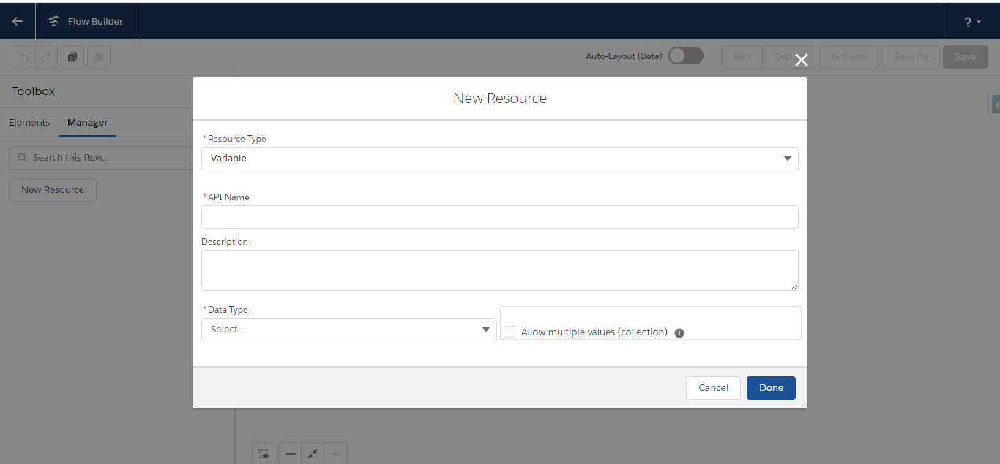 Flow Builder
?
Auto-Layout (Beta)
Run
Debug
Activate
Save As
Save
Toolbox
New Resource
Elements
Manager
* Resource Type
Variable
Search this flow...
New Resource
* API Name
Description
* Data Type
Select...
Allow multiple values (collection)
Cancel
Done